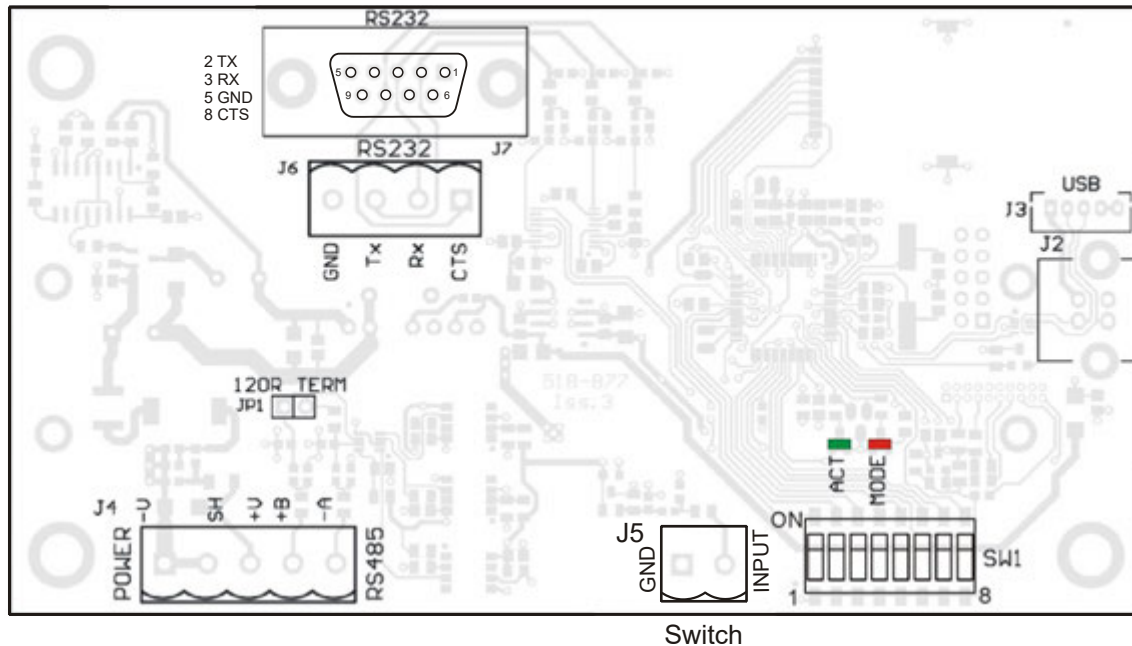 RS232
2 TX
3 RX
5 GND
8 CTS
5 1
9 6
J7
RS232
J6
GND Tx Rx CTS
USB
J3
J2
120R TERM
JP1
518-877
Iss.3
ACT MODE
J4 -V SH +V +B -A
POWER
RS485
J5
GND
INPUT
ON
SW1
1 8
Switch